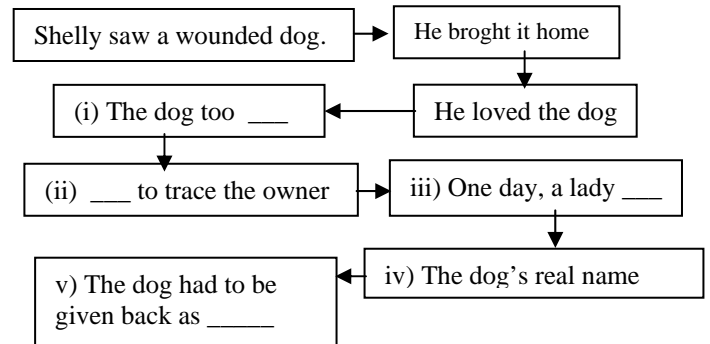 Shelly saw a wounded dog.
He broght it home
He loved the dog
(i) The dog too ___
(ii) ___ to trace the owner
iii) One day, a lady ___
iv) The dog’s real name
v) The dog had to be
given back as _____